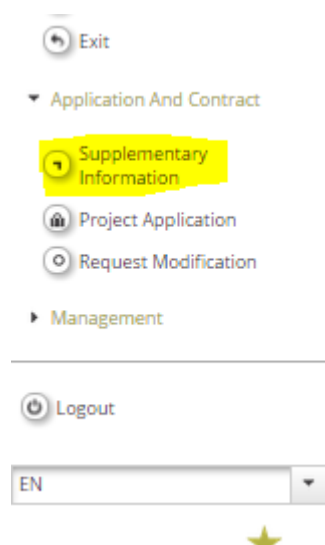 Exit
Application And Contract
Supplementary
Information
Project Application
Request Modification
Management
Logout
EN